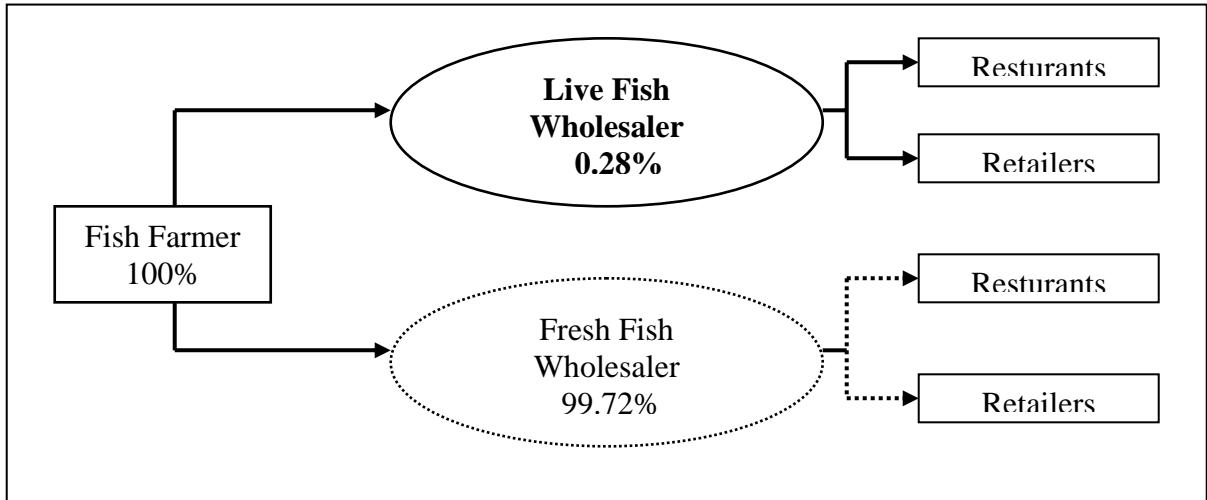 Live Fish
Wholesaler
0.28%
Resturants
Retailers
Fish Farmer
100%
Fresh Fish
Wholesaler
99.72%
Resturants
Retailers